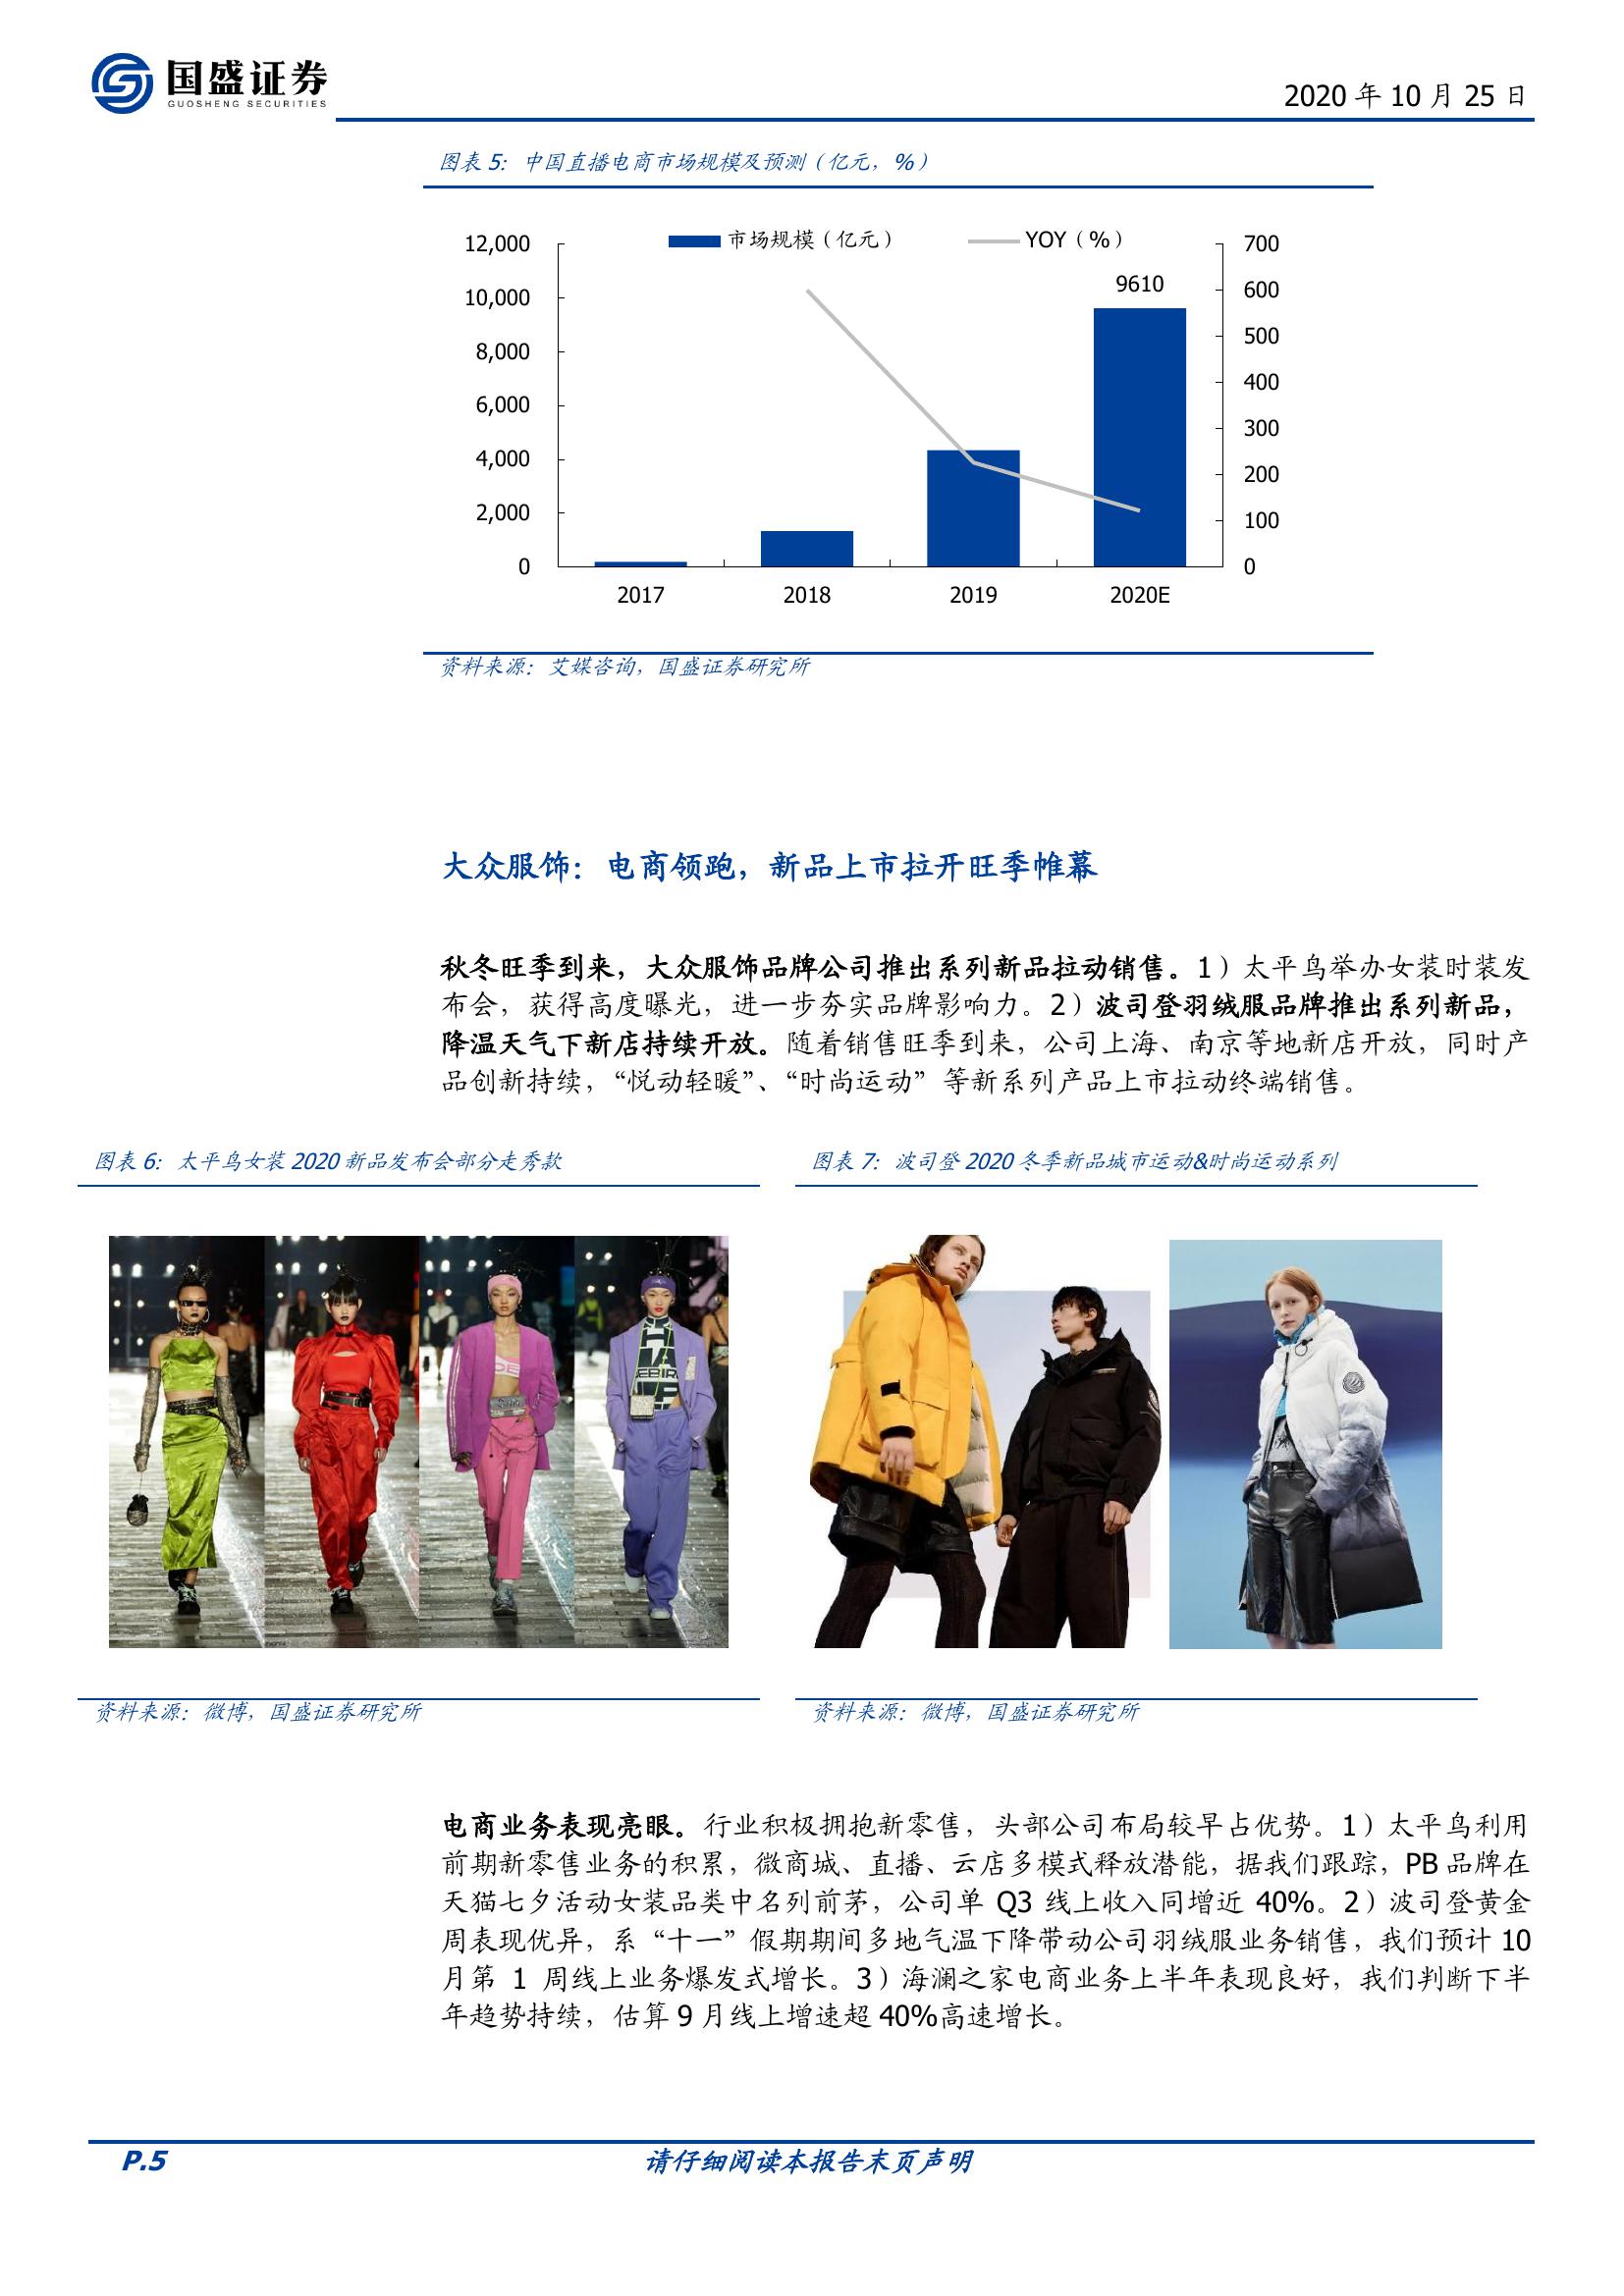 国盛证券
GUOSHENG SECURITIES
2020 年 10 月 25 日
图表 5：中国直播电商市场规模及预测（亿元，%）
市场规模（亿元）
YOY（%）
12,000
10,000
8,000
6,000
4,000
2,000
0
700
600
500
400
300
200
100
0
9610
2017
2018
2019
2020E
资料来源：艾媒咨询，国盛证券研究所
大众服饰：电商领跑，新品上市拉开旺季帷幕
秋冬旺季到来，大众服饰品牌公司推出系列新品拉动销售。1）太平鸟举办女装时装发
布会，获得高度曝光，进一步夯实品牌影响力。2）波司登羽绒服品牌推出系列新品，
降温天气下新店持续开放。随着销售旺季到来，公司上海、南京等地新店开放，同时产
品创新持续，“悦动轻暖”、“时尚运动” 等新系列产品上市拉动终端销售。
图表 6：太平鸟女装 2020 新品发布会部分走秀款
图表 7：波司登 2020 冬季新品城市运动&时尚运动系列
资料来源：微博，国盛证券研究所
资料来源：微博，国盛证券研究所
电商业务表现亮眼。行业积极拥抱新零售，头部公司布局较早占优势。1）太平鸟利用
前期新零售业务的积累，微商城、直播、云店多模式释放潜能，据我们跟踪，PB 品牌在
天猫七夕活动女装品类中名列前茅，公司单 Q3 线上收入同增近 40%。2）波司登黄金
周表现优异，系 “十一” 假期期间多地气温下降带动公司羽绒服业务销售，我们预计 10
月第 1 周线上业务爆发式增长。3）海澜之家电商业务上半年表现良好，我们判断下半
年趋势持续，估算 9 月线上增速超 40%高速增长。
P.5
请仔细阅读本报告末页声明